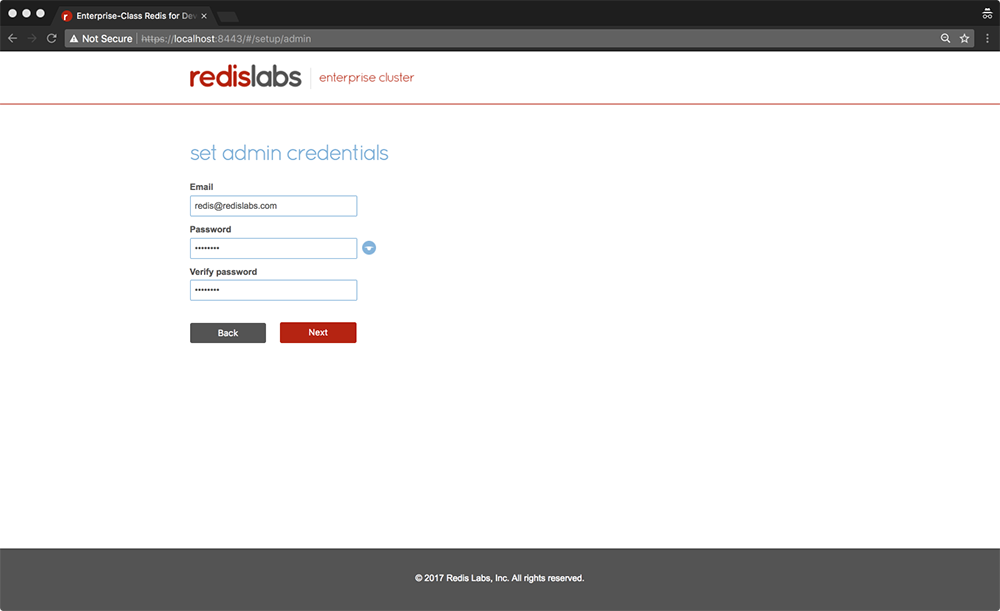 Enterprise-Class Redis for Dev
Not Secure https://localhost:8443/#/setup/admin
redislabs enterprise cluster
set admin credentials
Email
redis@redislabs.com
Password
••••••••
Verify password
••••••••
Back Next
© 2017 Redis Labs, Inc. All rights reserved.